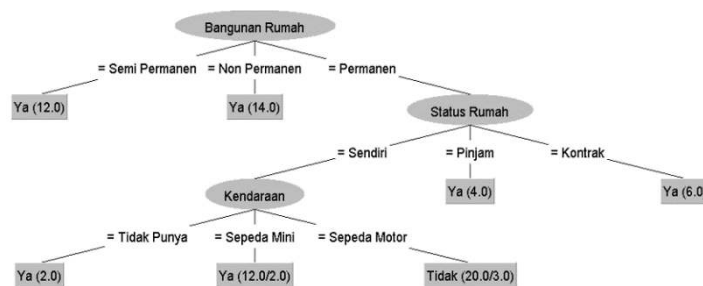 Bangunan Rumah
= Semi Permanen = Non Permanen = Permanen
Ya (12.0) Ya (14.0) Status Rumah
= Sendiri = Pinjam = Kontrak
Kendaraan Ya (4.0) Ya (6.0
= Tidak Punya = Sepeda Mini = Sepeda Motor
Ya (2.0) Ya (12.0/2.0) Tidak (20.0/3.0)